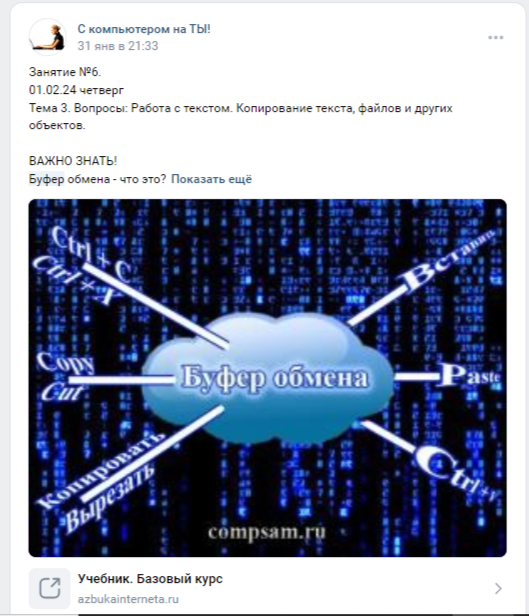 С компьютером на ТЫ!
31 янв в 21:33
Занятие №6.
01.02.24 четверг
Тема 3. Вопросы: Работа с текстом. Копирование текста, файлов и других
объектов.
ВАЖНО ЗНАТЬ!
Буфер обмена - что это? Показать ещё
Ctrl + C
Ctrl + X
Вставить
Copy
Cut
Буфер обмена
Paste
Копировать
Вырезать
Ctrl+V
compsam.ru
Учебник. Базовый курс
azbukainterneta.ru